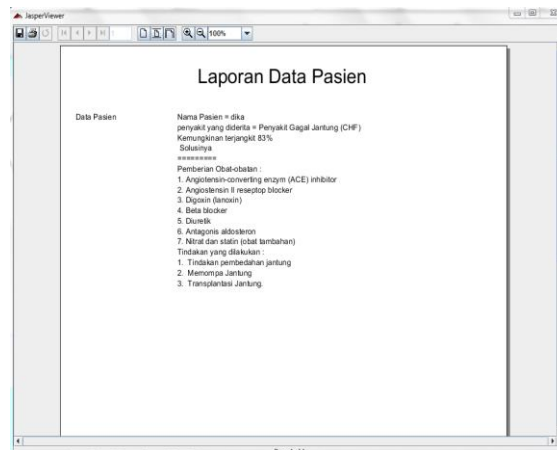 JasperViewer
100%
Laporan Data Pasien
Data Pasien
Nama Pasien = dika
penyakit yang diderita = Penyakit Gagal Jantung (CHF)
Kemungkinan terjangkit 83%
Solusinya
=========
Pemberian Obat-obatan :
1. Angiotensin-converting enzym (ACE) inhibitor
2. Angiostensin II reseptop blocker
3. Digoxin (lanoxin)
4. Beta blocker
5. Diuretik
6. Antagonis aldosteron
7. Nitrat dan statin (obat tambahan)
Tindakan yang dilakukan :
1. Tindakan pembedahan jantung
2. Memompa Jantung
3. Transplantasi Jantung.